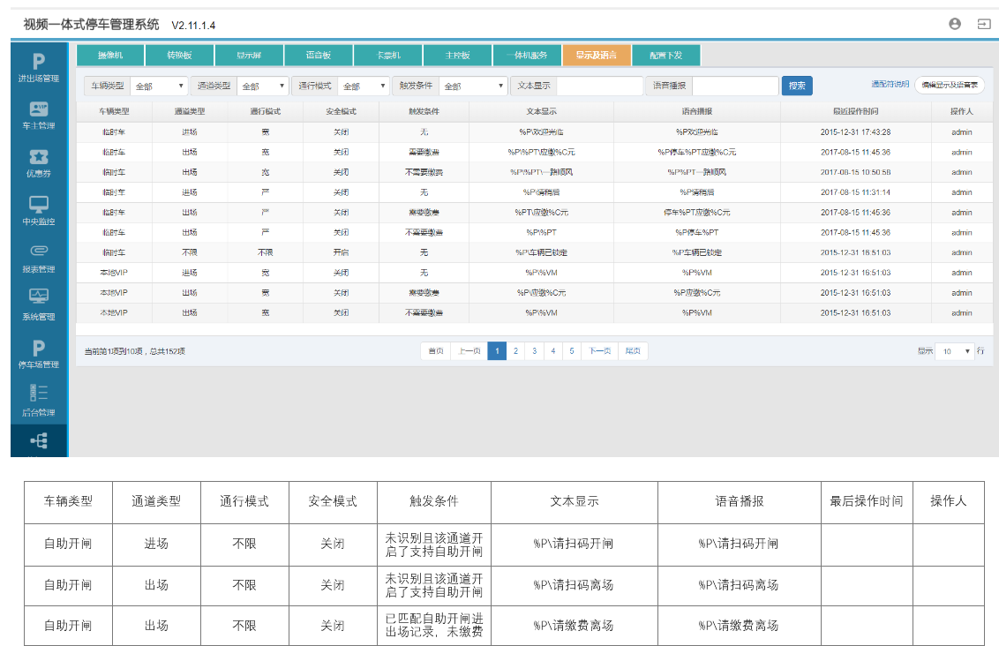 视频一体式停车管理系统 V2.11.1.4
进出场管理
车主管理
优惠券
中央监控
报表管理
系统管理
停车场管理
后台管理
摄像机 转换板 显示屏 语音板 卡票机 主控板 一体机服务 显示及语言 配置下发
车辆类型 全部 通道类型 全部 通行模式 全部 触发条件 全部 文本显示 语音播报 搜索 通配符说明 编辑显示及语音表
车辆类型 通道类型 通行模式 安全模式 触发条件 文本显示 语音播报 最近操作时间 操作人
临时车 进场 宽 关闭 无 %P\欢迎光临 %P欢迎光临 2015-12-31 17:43:28 admin
临时车 出场 宽 关闭 需要缴费 %P\%PT\应缴%C元 %P停车%PT应缴%C元 2017-08-15 11:45:36 admin
临时车 出场 宽 关闭 不需要缴费 %P\%PT\一路顺风 %P%PT一路顺风 2017-08-15 10:50:58 admin
临时车 进场 严 关闭 无 %P\请稍后 %P请稍后 2017-08-15 11:31:14 admin
临时车 出场 严 关闭 需要缴费 %PT\应缴%C元 停车%PT应缴%C元 2017-08-15 11:45:36 admin
临时车 出场 严 关闭 不需要缴费 %P\%PT %P停车%PT 2017-08-15 11:45:36 admin
临时车 不限 不限 开启 无 %P\车辆已锁定 %P车辆已锁定 2015-12-31 16:51:03 admin
本地VIP 进场 宽 关闭 无 %P\%VM %P%VM 2015-12-31 16:51:03 admin
本地VIP 出场 宽 关闭 需要缴费 %P\应缴%C元 %P应缴%C元 2015-12-31 16:51:03 admin
本地VIP 出场 宽 关闭 不需要缴费 %P\%VM %P%VM 2015-12-31 16:51:03 admin
当前第1项到10项，总共152项 首页 上一页 1 2 3 4 5 下一页 尾页 显示 10 行
车辆类型 通道类型 通行模式 安全模式 触发条件 文本显示 语音播报 最后操作时间 操作人
自助开闸 进场 不限 关闭 未识别且该通道开
启了支持自助开闸 %P\请扫码开闸 %P\请扫码开闸
自助开闸 出场 不限 关闭 未识别且该通道开
启了支持自助开闸 %P\请扫码离场 %P\请扫码离场
自助开闸 出场 不限 关闭 已匹配自助开闸进
出场记录，未缴费 %P\请缴费离场 %P\请缴费离场